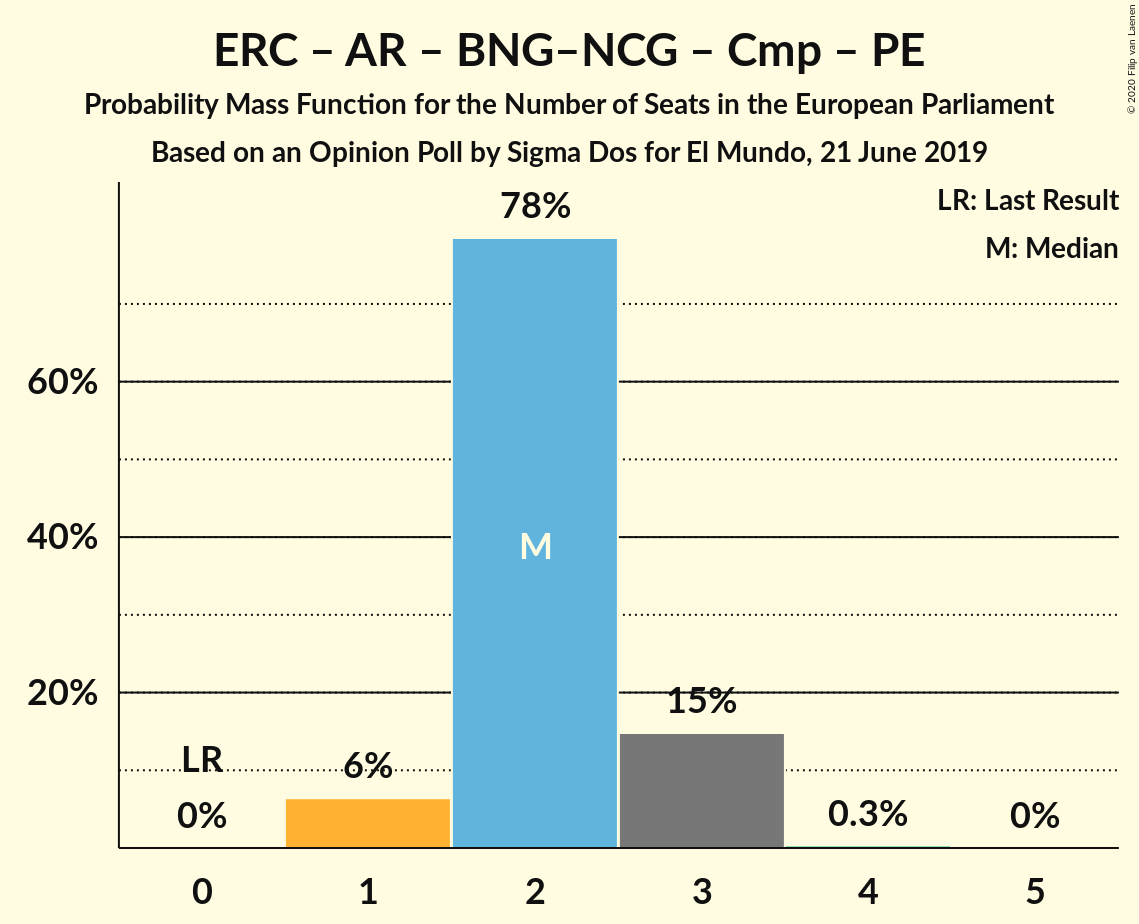 ERC – AR – BNG–NCG – Cmp – PE
Probability Mass Function for the Number of Seats in the European Parliament
Based on an Opinion Poll by Sigma Dos for El Mundo, 21 June 2019
© 2020 Filip van Laenen
LR: Last Result
M: Median
78%
60%
40%
20%
M
15%
LR
6%
0%
0.3%
0%
0 1 2 3 4 5